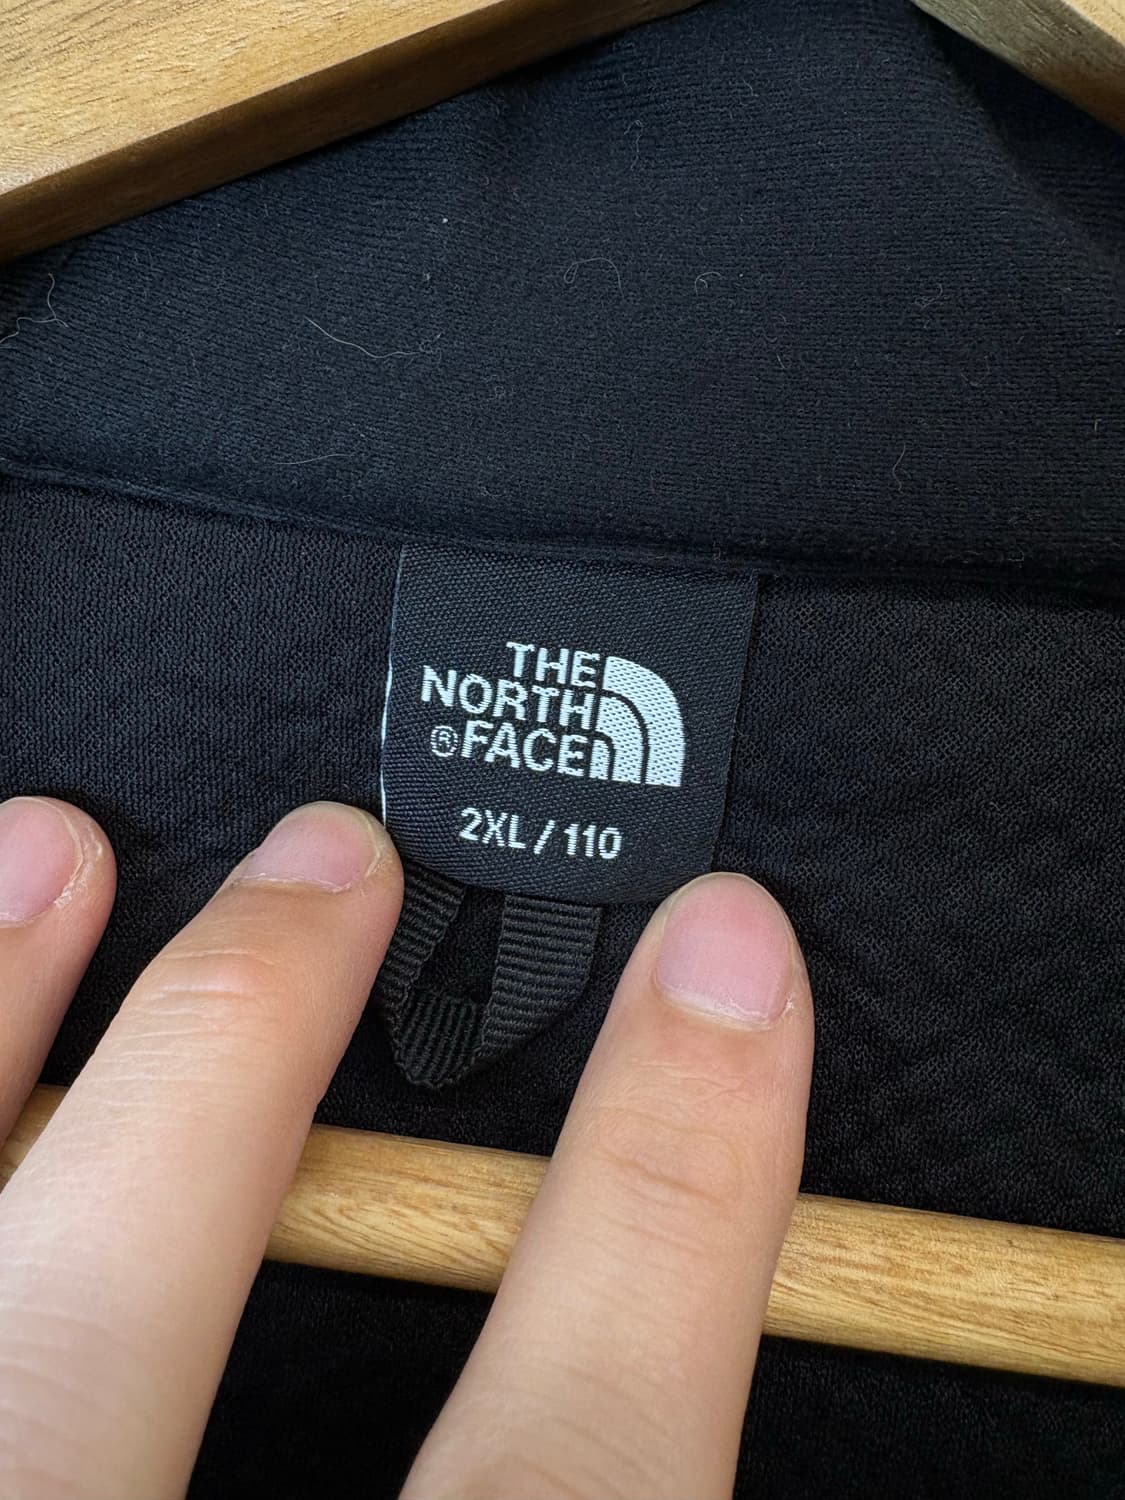 THE
NORTH
®FACE
2XL / 110